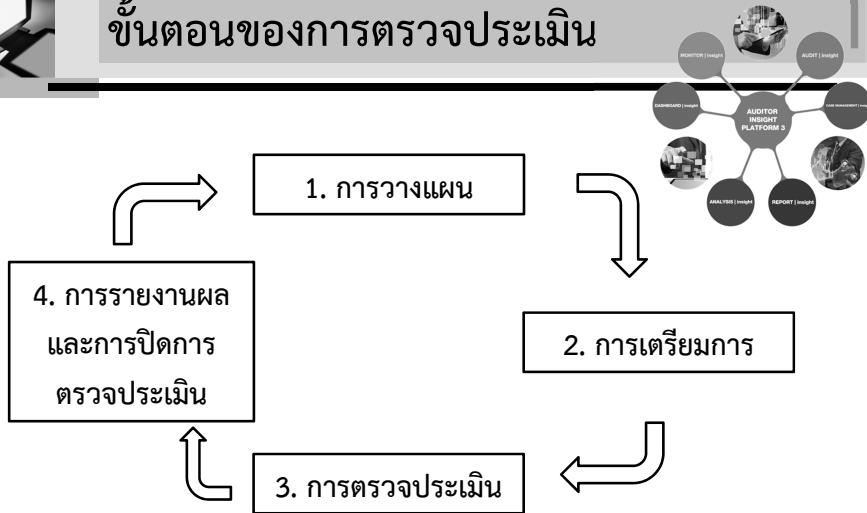 ขั้นตอนของการตรวจประเมิน
MONITOR | Insight
AUDIT | Insight
DASHBOARD | Insight
AUDITOR
INSIGHT
PLATFORM 3
CASE MANAGEMENT |
ANALYSIS | Insight
REPORT | Insight
1. การวางแผน
2. การเตรียมการ
3. การตรวจประเมิน
4. การรายงานผล
และการปิดการ
ตรวจประเมิน